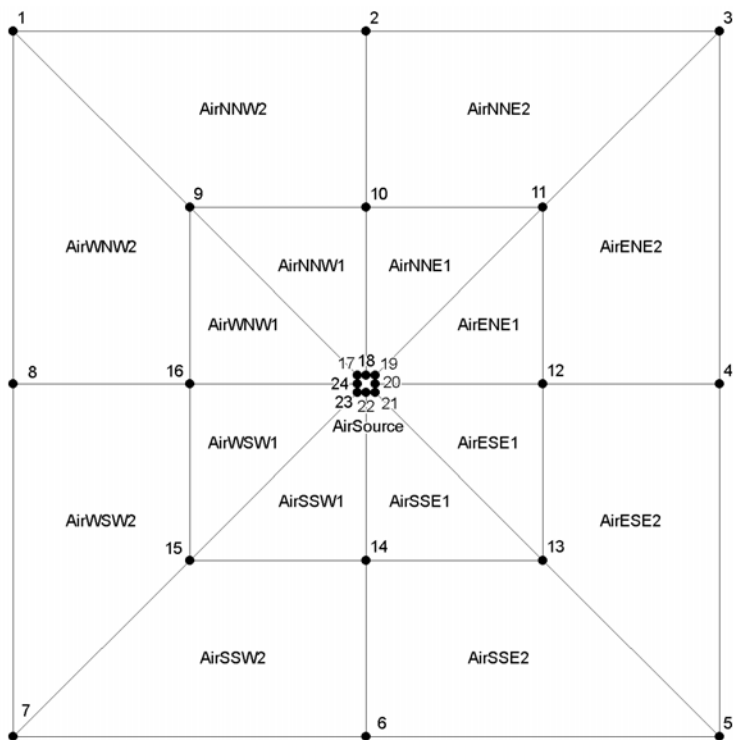 1 2 3
AirNNW2 AirNNE2
9 10 11
AirWNW2 AirENE2
AirNNW1 AirNNE1
AirWNW1 AirENE1
17 18 19
8 16 24 20 12 4
23 22 21
AirSource
AirWSW1 AirESE1
AirSSW1 AirSSE1
AirWSW2 AirESE2
15 14 13
AirSSW2 AirSSE2
7 6 5